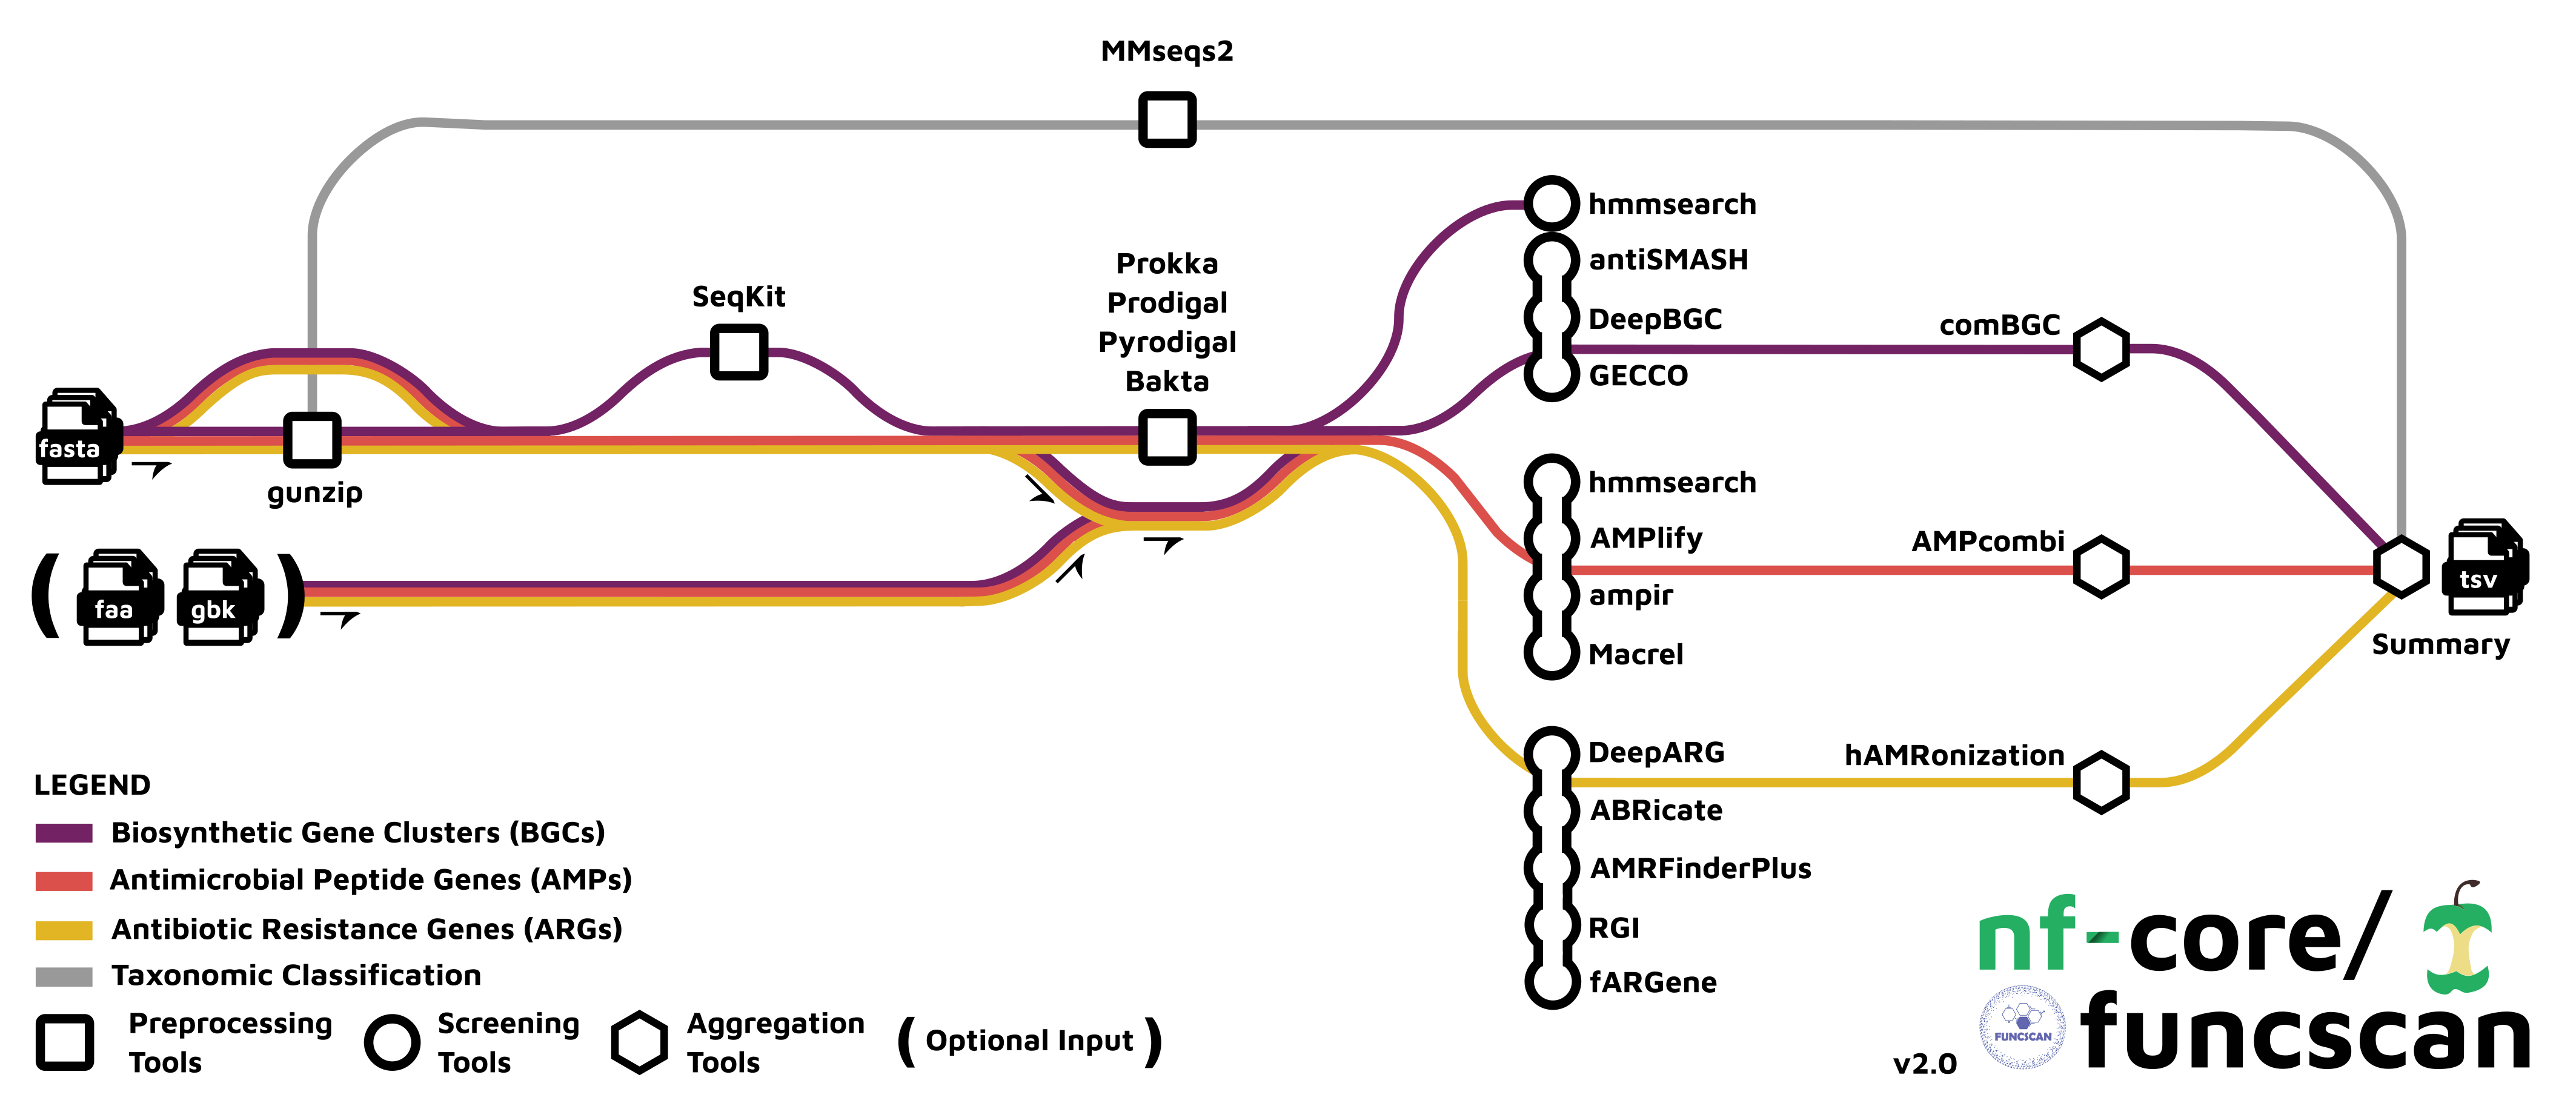 MMseqs2
hmmsearch
antiSMASH
DeepBGC
GECCO
comBGC
Prokka
Prodigal
Pyrodigal
Bakta
SeqKit
fasta
gunzip
hmmsearch
AMPlify
ampir
Macrel
AMPcombi
tsv
Summary
( faa gbk )
DeepARG
ABRicate
AMRFinderPlus
RGI
fARGene
hAMRonization
LEGEND
Biosynthetic Gene Clusters (BGCs)
Antimicrobial Peptide Genes (AMPs)
Antibiotic Resistance Genes (ARGs)
Taxonomic Classification
Preprocessing
Tools
Screening
Tools
Aggregation
Tools
( Optional Input )
nf-core/
funcscan
FUNCSCAN
v2.0